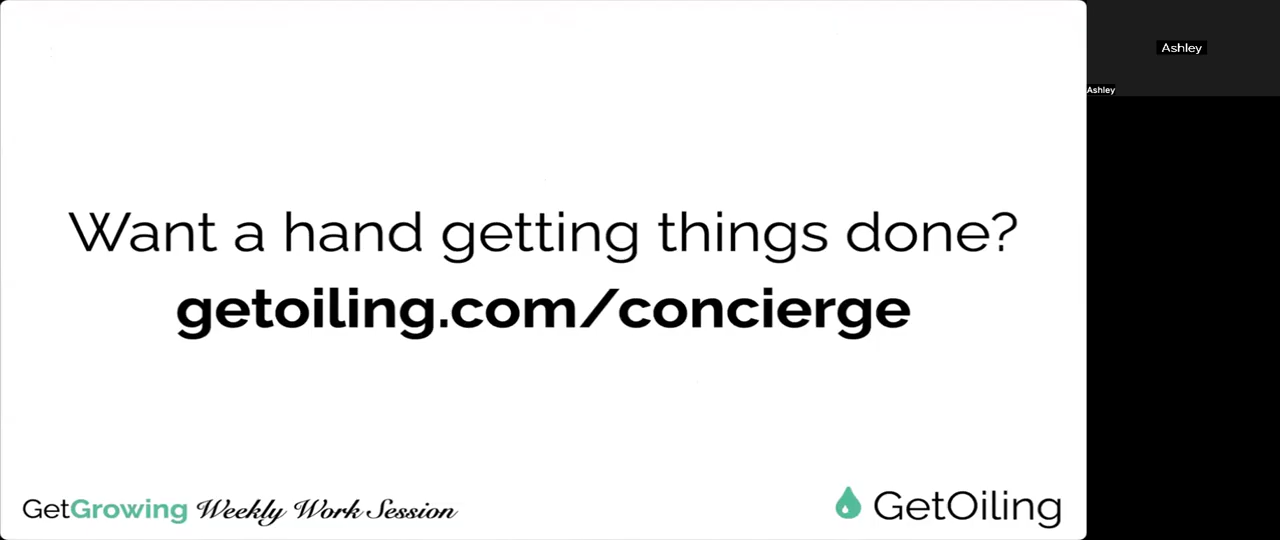 Want a hand getting things done?
getoiling.com/concierge
GetGrowing Weekly Work Session
GetOiling
Ashley
Ashley